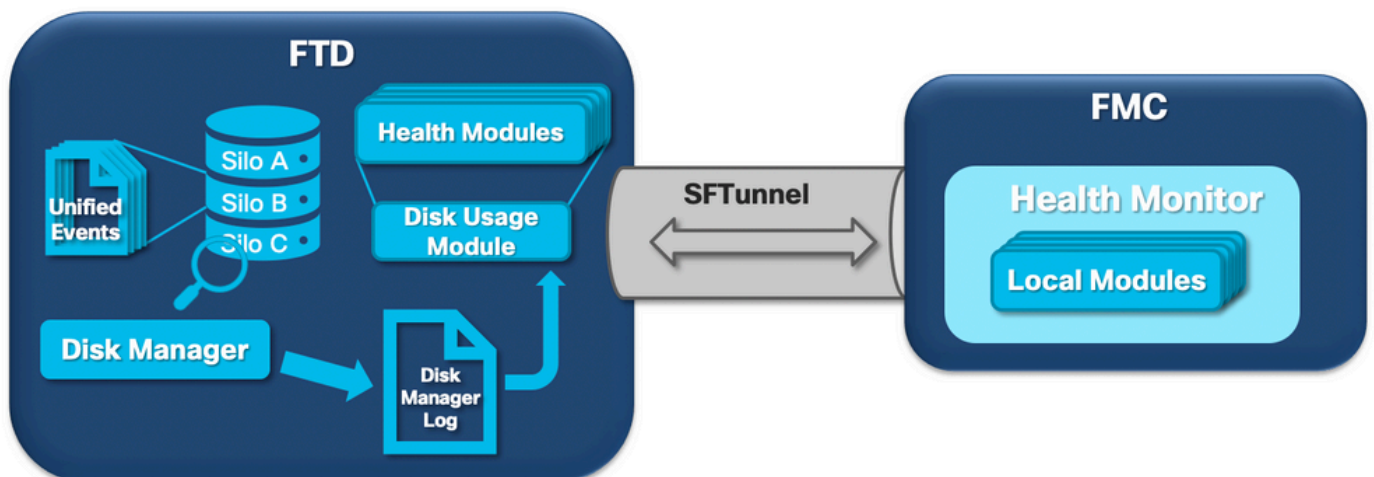 FTD
Health Modules
Silo A
Silo B
Silo C
Unified
Events
Disk Usage
Module
Disk Manager
Disk
Manager
Log
SFTunnel
FMC
Health Monitor
Local Modules